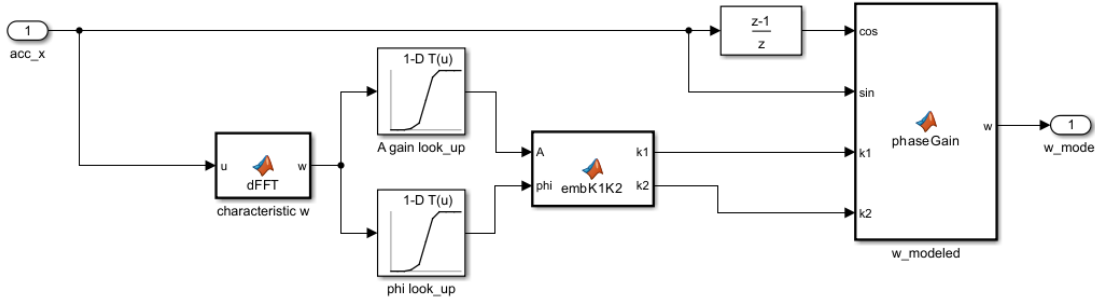 1
acc_x
z-1
z
1-D T(u)
A gain look_up
u
w
dFFT
characteristic w
1-D T(u)
phi look_up
A
phi
k1
k2
embK1K2
cos
sin
k1
k2
w
phaseGain
w_modeled
1
w_mode